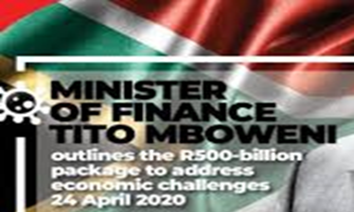 MINISTER
OF FINANCE
TITO MBOWENI
outlines the R500-billion
package to address
economic challenges
24 April 2020